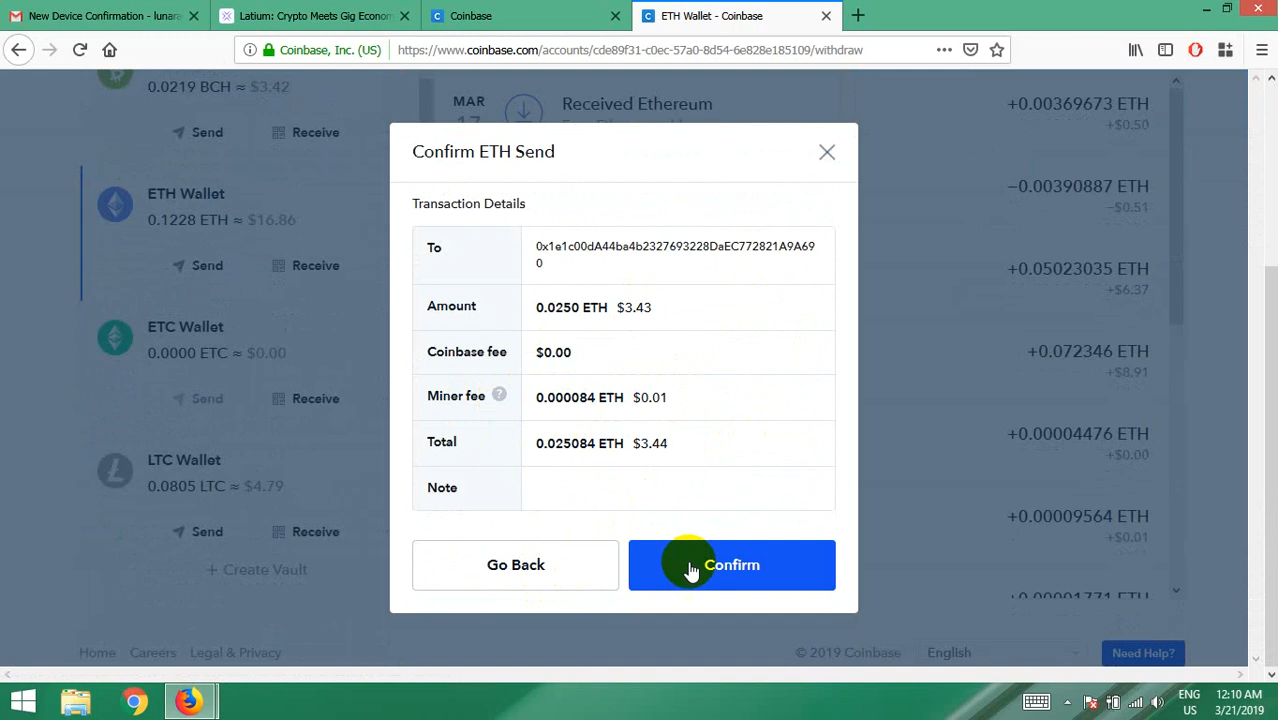 New Device Confirmation - lunara
Latium: Crypto Meets Gig Econom
Coinbase
ETH Wallet - Coinbase
Coinbase, Inc. (US)
https://www.coinbase.com/accounts/cde89f31-c0ec-57a0-8d54-6e828e185109/withdraw
0.0219 BCH ≈ $3.42
Send
Receive
ETH Wallet
0.1228 ETH ≈ $16.86
Send
Receive
ETC Wallet
0.0000 ETC ≈ $0.00
Send
Receive
LTC Wallet
0.0805 LTC ≈ $4.79
Send
Receive
+ Create Vault
MAR
17
Received Ethereum
Confirm ETH Send
Transaction Details
To
0x1e1c00dA44ba4b2327693228DaEC772821A9A69
0
Amount
0.0250 ETH $3.43
Coinbase fee
$0.00
Miner fee ?
0.000084 ETH $0.01
Total
0.025084 ETH $3.44
Note
Go Back
Confirm
+0.00369673 ETH
+$0.50
−0.00390887 ETH
−$0.51
+0.05023035 ETH
+$6.37
+0.072346 ETH
+$8.91
+0.00004476 ETH
+$0.00
+0.00009564 ETH
+$0.01
+0.00001771 ETH
Home
Careers
Legal & Privacy
© 2019 Coinbase
English
Need Help?
ENG
US
12:10 AM
3/21/2019